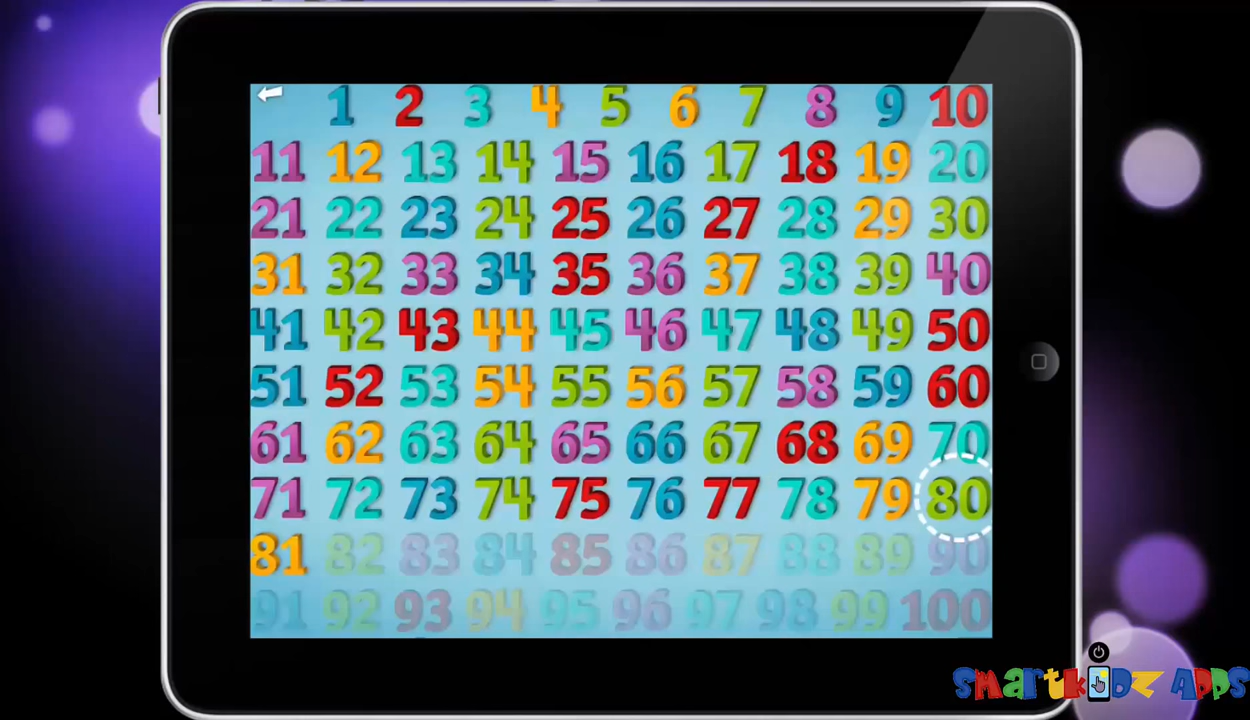 1 2 3 4 5 6 7 8 9 10
11 12 13 14 15 16 17 18 19 20
21 22 23 24 25 26 27 28 29 30
31 32 33 34 35 36 37 38 39 40
41 42 43 44 45 46 47 48 49 50
51 52 53 54 55 56 57 58 59 60
61 62 63 64 65 66 67 68 69 70
71 72 73 74 75 76 77 78 79 80
81 82 83 84 85 86 87 88 89 90
91 92 93 94 95 96 97 98 99 100
SMARTKIDZ APPS